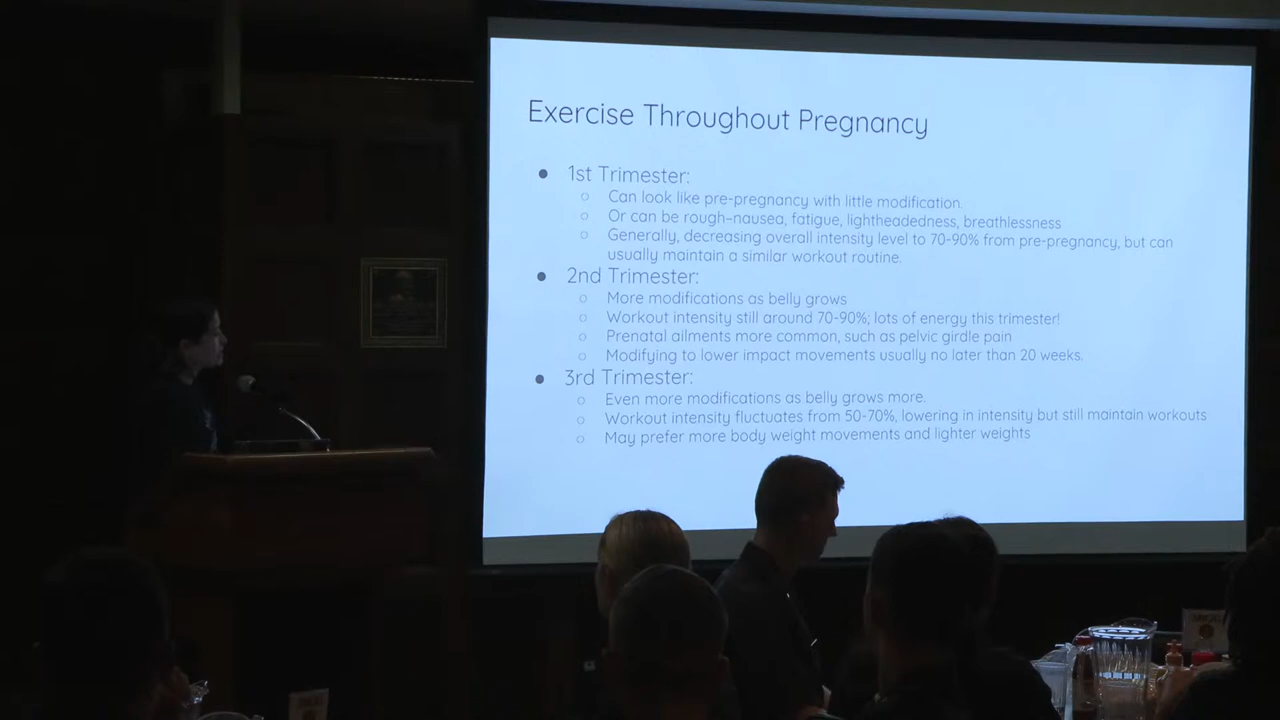 Exercise Throughout Pregnancy
● 1st Trimester:
○ Can look like pre-pregnancy with little modification.
○ Or can be rough–nausea, fatigue, lightheadedness, breathlessness
○ Generally, decreasing overall intensity level to 70-90% from pre-pregnancy, but can
usually maintain a similar workout routine.
● 2nd Trimester:
○ More modifications as belly grows
○ Workout intensity still around 70-90%; lots of energy this trimester!
○ Prenatal ailments more common, such as pelvic girdle pain
○ Modifying to lower impact movements usually no later than 20 weeks.
● 3rd Trimester:
○ Even more modifications as belly grows more.
○ Workout intensity fluctuates from 50-70%, lowering in intensity but still maintain workouts
○ May prefer more body weight movements and lighter weights